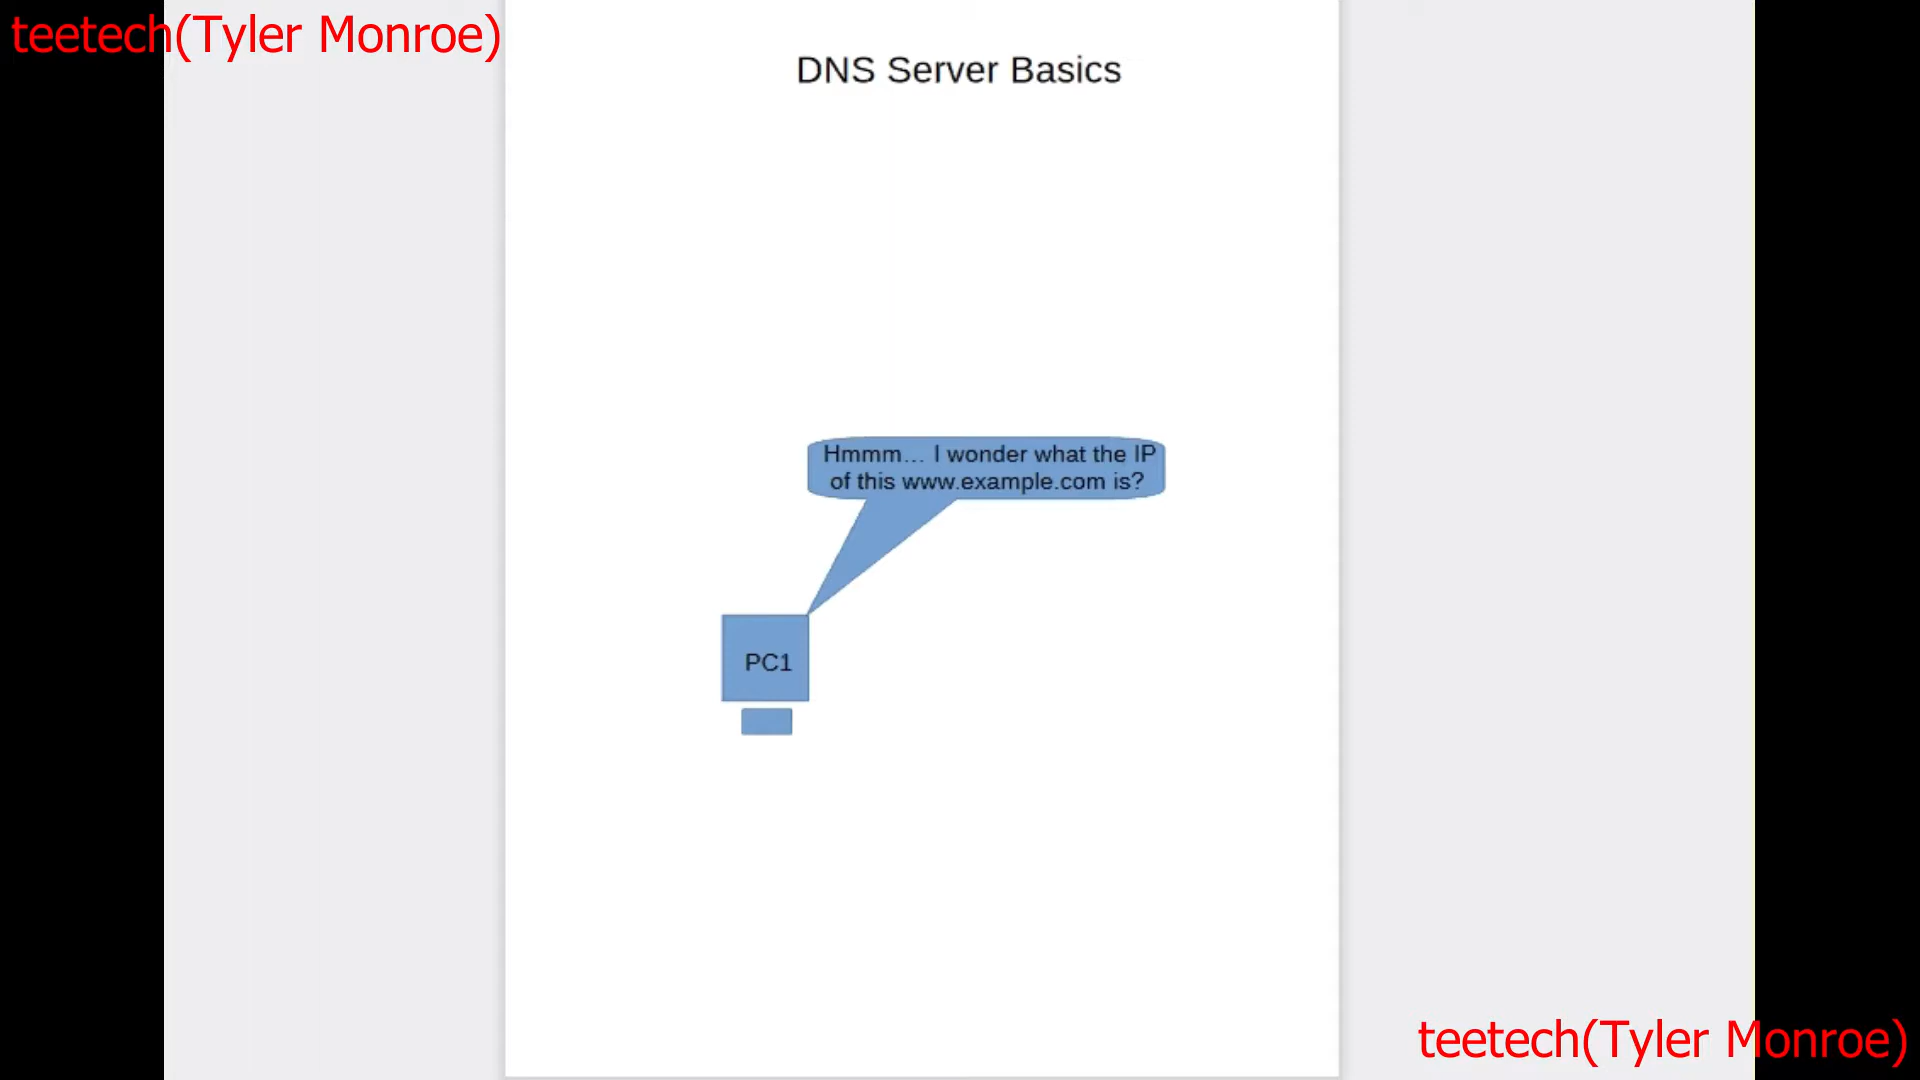 teetech(Tyler Monroe)
DNS Server Basics
Hmmm... I wonder what the IP
of this www.example.com is?
PC1
teetech(Tyler Monroe)